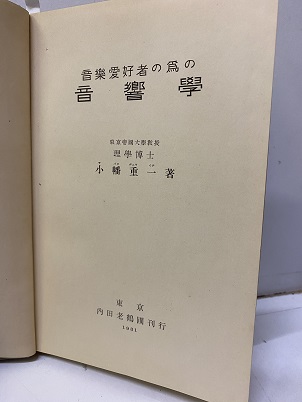 音樂愛好者の爲の
音響學
東京帝國大學教授
理學博士
小幡重一著
東京
內田老鶴圃刊行
1931